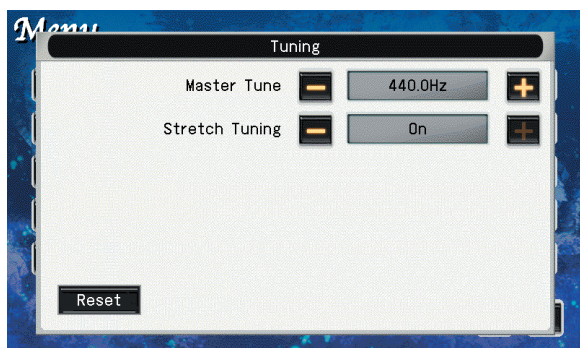 Menu
Tuning
Master Tune 440.0Hz
Stretch Tuning On
Reset